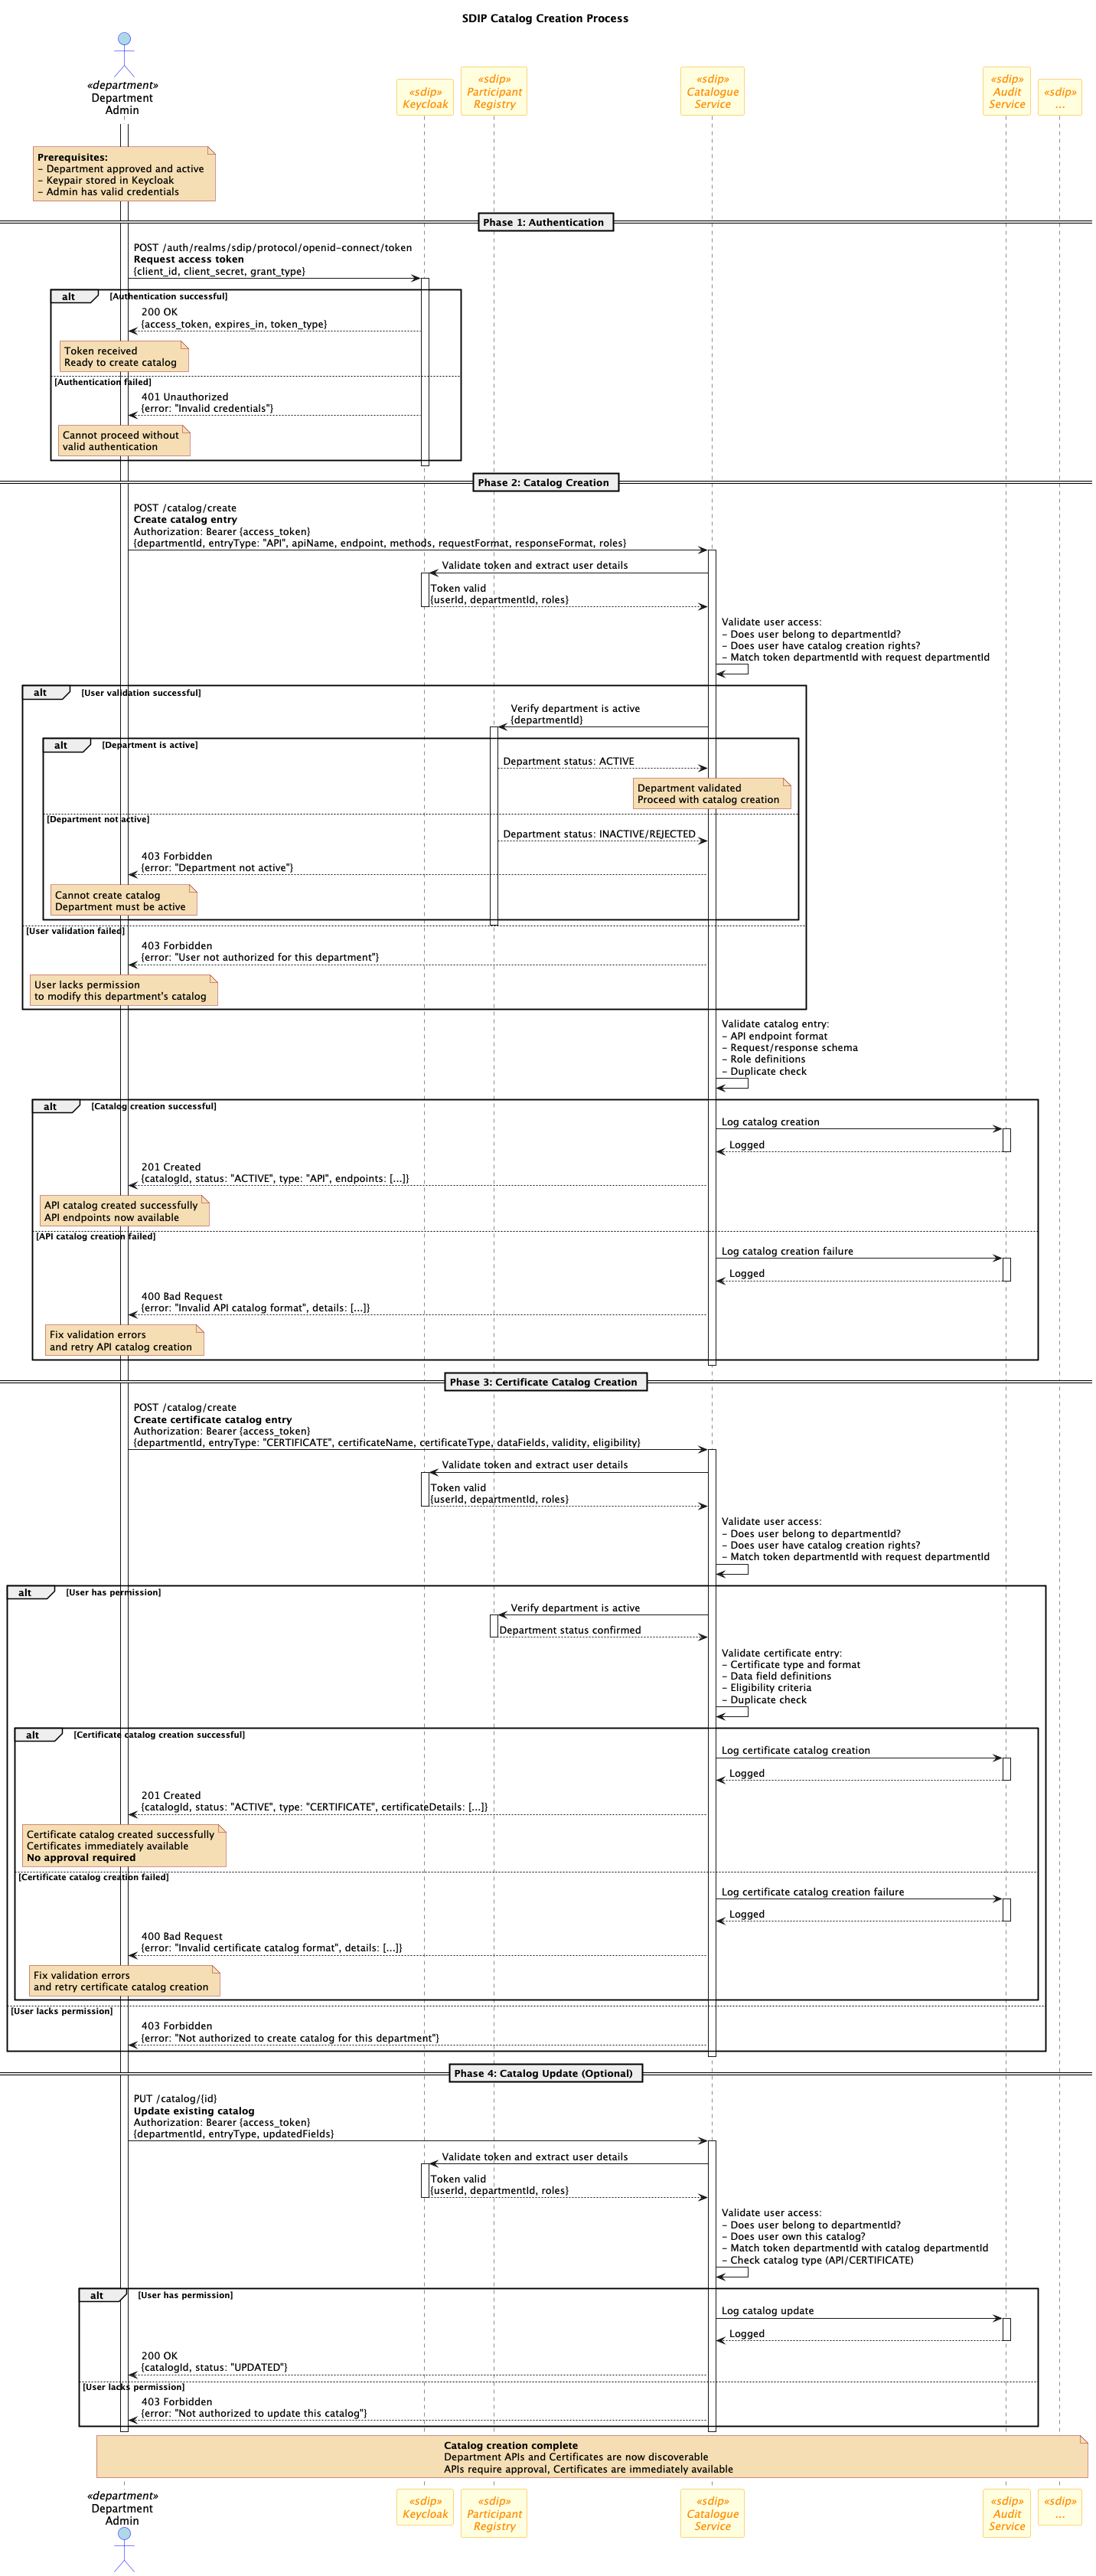 SDIP Catalog Creation Process
«department»
Department
Admin
«sdip»
Keycloak
«sdip»
Participant
Registry
«sdip»
Catalogue
Service
«sdip»
Audit
Service
«sdip»
...
Prerequisites:
- Department approved and active
- Keypair stored in Keycloak
- Admin has valid credentials
Phase 1: Authentication
POST /auth/realms/sdip/protocol/openid-connect/token
Request access token
{client_id, client_secret, grant_type}
alt [Authentication successful]
200 OK
{access_token, expires_in, token_type}
Token received
Ready to create catalog
[Authentication failed]
401 Unauthorized
{error: "Invalid credentials"}
Cannot proceed without
valid authentication
Phase 2: Catalog Creation
POST /catalog/create
Create catalog entry
Authorization: Bearer {access_token}
{departmentId, entryType: "API", apiName, endpoint, methods, requestFormat, responseFormat, roles}
Validate token and extract user details
Token valid
{userId, departmentId, roles}
Validate user access:
- Does user belong to departmentId?
- Does user have catalog creation rights?
- Match token departmentId with request departmentId
alt [User validation successful]
Verify department is active
{departmentId}
alt [Department is active]
Department status: ACTIVE
Department validated
Proceed with catalog creation
[Department not active]
Department status: INACTIVE/REJECTED
403 Forbidden
{error: "Department not active"}
Cannot create catalog
Department must be active
[User validation failed]
403 Forbidden
{error: "User not authorized for this department"}
User lacks permission
to modify this department's catalog
Validate catalog entry:
- API endpoint format
- Request/response schema
- Role definitions
- Duplicate check
alt [Catalog creation successful]
Log catalog creation
Logged
201 Created
{catalogId, status: "ACTIVE", type: "API", endpoints: [...]}
API catalog created successfully
API endpoints now available
[API catalog creation failed]
Log catalog creation failure
Logged
400 Bad Request
{error: "Invalid API catalog format", details: [...]}
Fix validation errors
and retry API catalog creation
Phase 3: Certificate Catalog Creation
POST /catalog/create
Create certificate catalog entry
Authorization: Bearer {access_token}
{departmentId, entryType: "CERTIFICATE", certificateName, certificateType, dataFields, validity, eligibility}
Validate token and extract user details
Token valid
{userId, departmentId, roles}
Validate user access:
- Does user belong to departmentId?
- Does user have catalog creation rights?
- Match token departmentId with request departmentId
alt [User has permission]
Verify department is active
Department status confirmed
Validate certificate entry:
- Certificate type and format
- Data field definitions
- Eligibility criteria
- Duplicate check
alt [Certificate catalog creation successful]
Log certificate catalog creation
Logged
201 Created
{catalogId, status: "ACTIVE", type: "CERTIFICATE", certificateDetails: [...]}
Certificate catalog created successfully
Certificates immediately available
No approval required
[Certificate catalog creation failed]
Log certificate catalog creation failure
Logged
400 Bad Request
{error: "Invalid certificate catalog format", details: [...]}
Fix validation errors
and retry certificate catalog creation
[User lacks permission]
403 Forbidden
{error: "Not authorized to create catalog for this department"}
Phase 4: Catalog Update (Optional)
PUT /catalog/{id}
Update existing catalog
Authorization: Bearer {access_token}
{departmentId, entryType, updatedFields}
Validate token and extract user details
Token valid
{userId, departmentId, roles}
Validate user access:
- Does user belong to departmentId?
- Does user own this catalog?
- Match token departmentId with catalog departmentId
- Check catalog type (API/CERTIFICATE)
alt [User has permission]
Log catalog update
Logged
200 OK
{catalogId, status: "UPDATED"}
[User lacks permission]
403 Forbidden
{error: "Not authorized to update this catalog"}
Catalog creation complete
Department APIs and Certificates are now discoverable
APIs require approval, Certificates are immediately available
«department»
Department
Admin
«sdip»
Keycloak
«sdip»
Participant
Registry
«sdip»
Catalogue
Service
«sdip»
Audit
Service
«sdip»
...